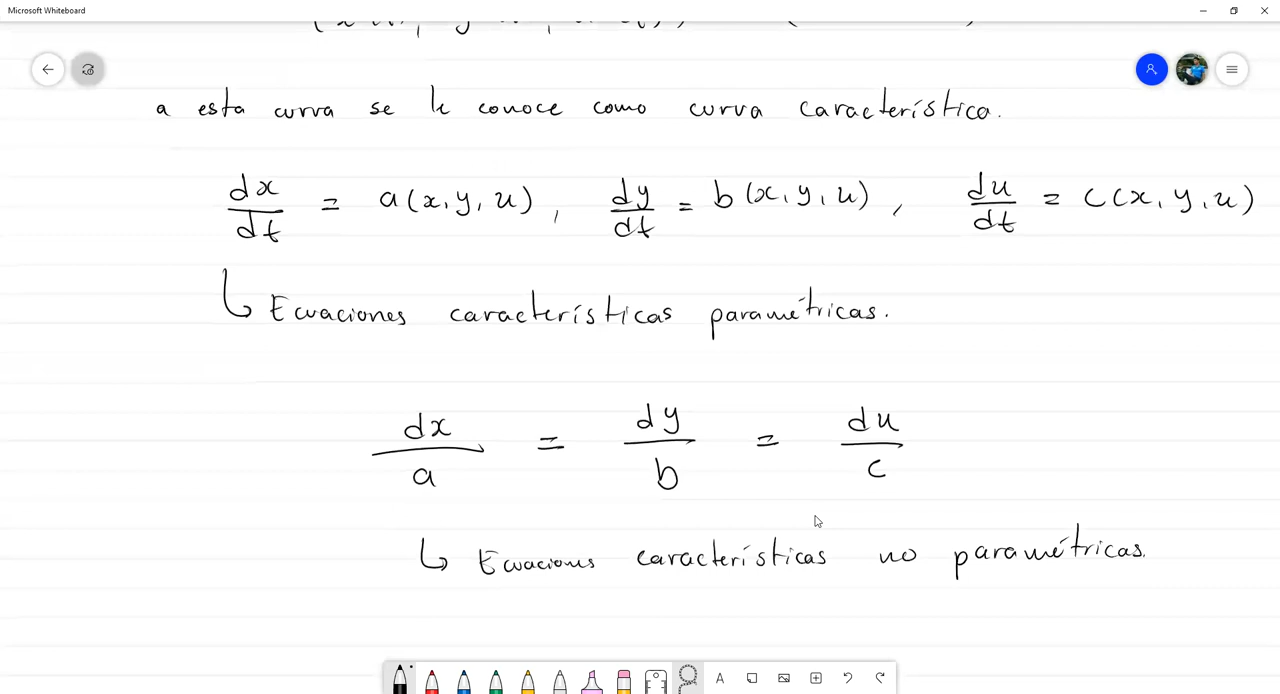 Microsoft Whiteboard
a esta curva se le conoce como curva característica.
dx/dt = a(x, y, u), dy/dt = b(x, y, u), du/dt = c(x, y, u)
↳ Ecuaciones características paramétricas.
dx/a = dy/b = du/c
↳ Ecuaciones características no paramétricas.
A